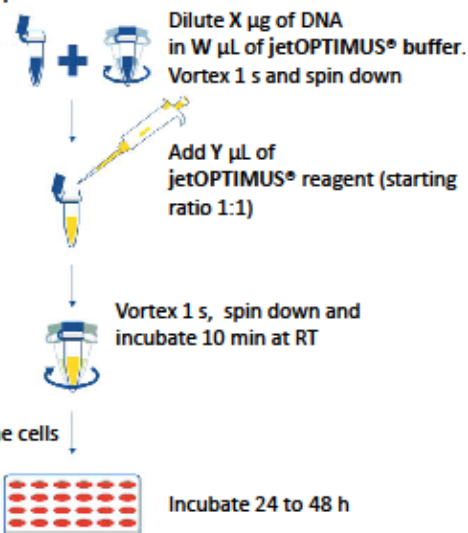 Dilute X µg of DNA
in W µL of jetOPTIMUS® buffer.
Vortex 1 s and spin down
Add Y µL of
jetOPTIMUS® reagent (starting
ratio 1:1)
Vortex 1 s, spin down and
incubate 10 min at RT
cells
Incubate 24 to 48 h